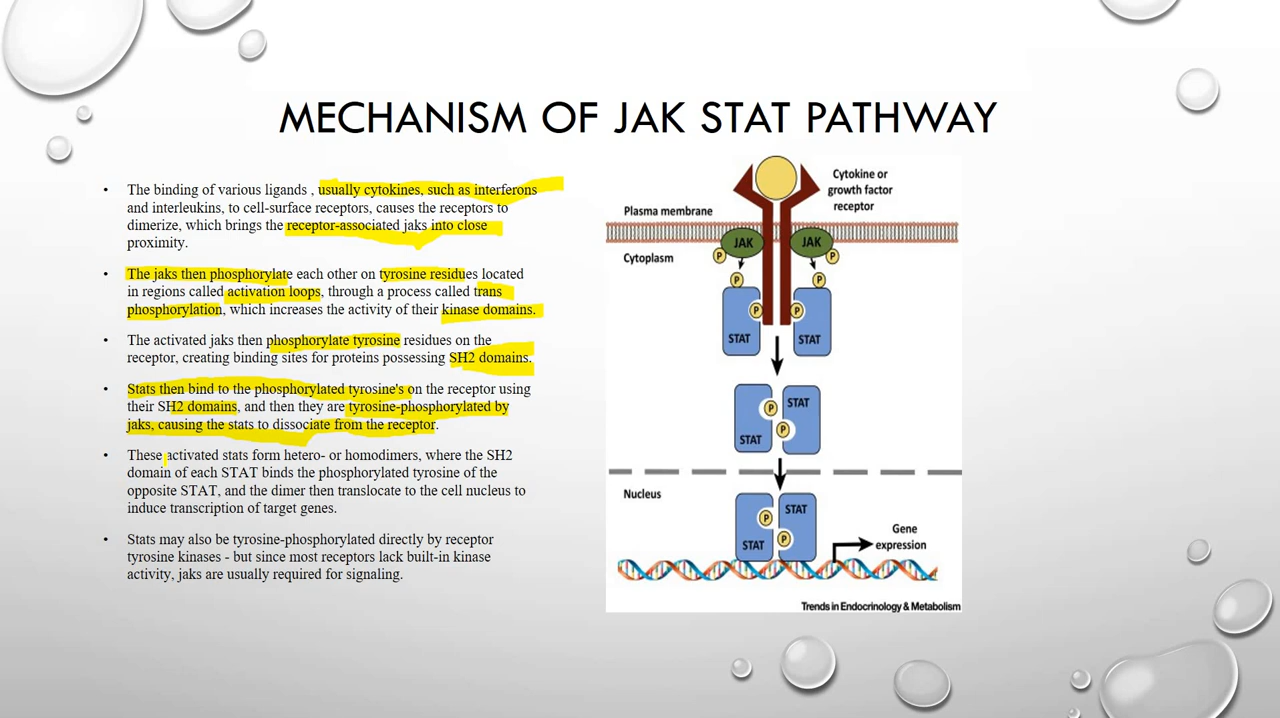 MECHANISM OF JAK STAT PATHWAY
• The binding of various ligands , usually cytokines, such as interferons
and interleukins, to cell-surface receptors, causes the receptors to
dimerize, which brings the receptor-associated jaks into close
proximity.
• The jaks then phosphorylate each other on tyrosine residues located
in regions called activation loops, through a process called trans
phosphorylation, which increases the activity of their kinase domains.
• The activated jaks then phosphorylate tyrosine residues on the
receptor, creating binding sites for proteins possessing SH2 domains.
• Stats then bind to the phosphorylated tyrosine's on the receptor using
their SH2 domains, and then they are tyrosine-phosphorylated by
jaks, causing the stats to dissociate from the receptor.
• These activated stats form hetero- or homodimers, where the SH2
domain of each STAT binds the phosphorylated tyrosine of the
opposite STAT, and the dimer then translocate to the cell nucleus to
induce transcription of target genes.
• Stats may also be tyrosine-phosphorylated directly by receptor
tyrosine kinases - but since most receptors lack built-in kinase
activity, jaks are usually required for signaling.
Cytokine or
growth factor
receptor
Plasma membrane
JAK JAK
P P
Cytoplasm
P P
P P
STAT STAT
STAT
P
P
STAT
Nucleus
STAT
P
P
STAT
Gene
expression
Trends in Endocrinology & Metabolism